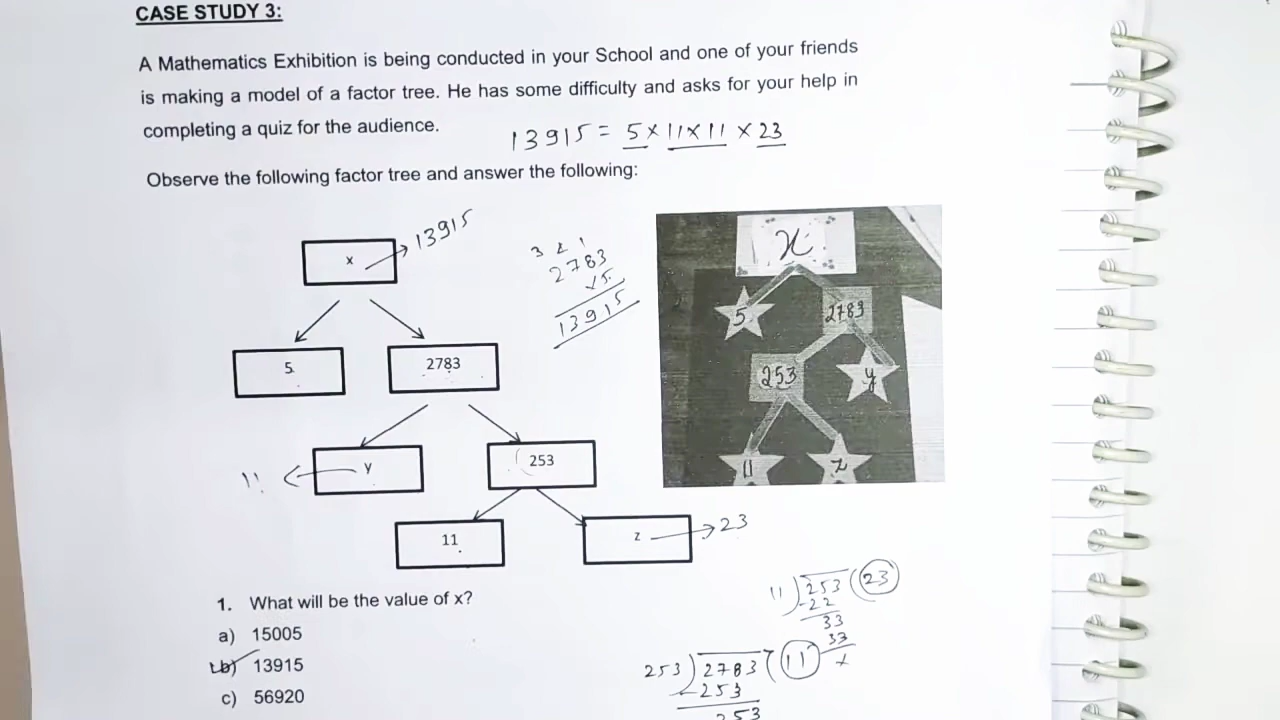 CASE STUDY 3:
A Mathematics Exhibition is being conducted in your School and one of your friends
is making a model of a factor tree. He has some difficulty and asks for your help in
completing a quiz for the audience.
13915 = 5 × 11 × 11 × 23
Observe the following factor tree and answer the following:
x
13915
3 2 1
2783
×5
13915
x
5
2783
5
2783
253
y
11
y
253
11
z
11
z
23
11) 253 (23
-22
33
33
×
253) 2783 (11
-253
253
1. What will be the value of x?
a) 15005
b) 13915
c) 56920